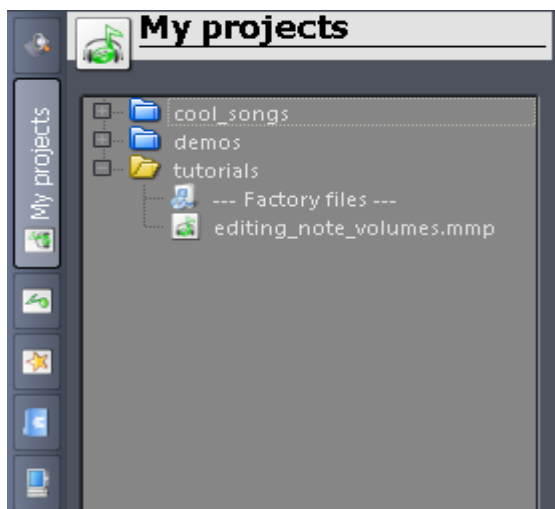 My projects
My projects
cool_songs
demos
tutorials
--- Factory files ---
editing_note_volumes.mmp